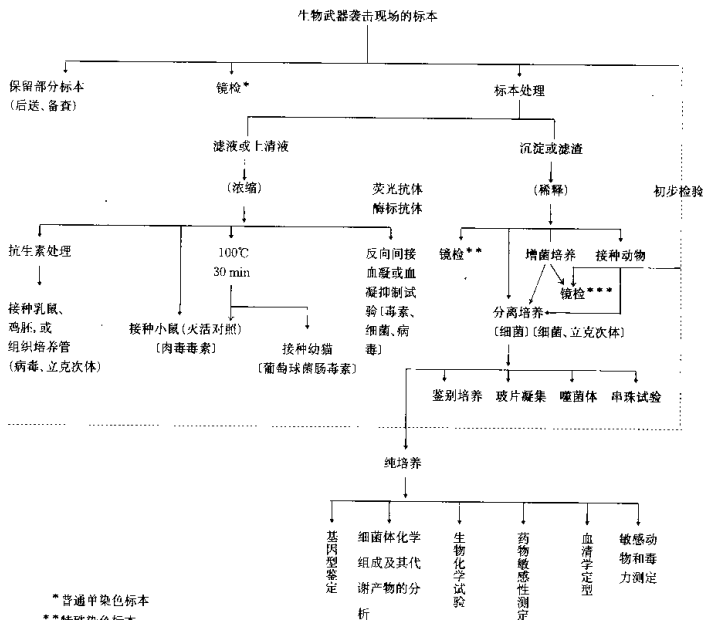 生物武器袭击现场的标本
保留部分标本
(后送、备查)
镜检*
标本处理
滤液或上清液
沉淀或滤渣
(浓缩)
荧光抗体
酶标抗体
(稀释)
初步检验
抗生素处理
100℃
30 min
反向间接
血凝或血
凝抑制试
验〔毒素、
细菌、病
毒〕
镜检**
增菌培养
接种动物
镜检***
接种乳鼠、
鸡胚,或
组织培养管
(病毒、立克次体)
接种小鼠(灭活对照)
〔肉毒毒素〕
接种幼猫
〔葡萄球菌肠毒素〕
分离培养
〔细菌〕
〔细菌、立克次体〕
鉴别培养
玻片凝集
噬菌体
串珠试验
纯培养
基因型鉴定
细菌体化学
组成及其代
谢产物的分
析
生物化学试验
药物敏感性测定
血清学定型
敏感动
物和毒
力测定
*普通单染色标本
**特殊染色标本